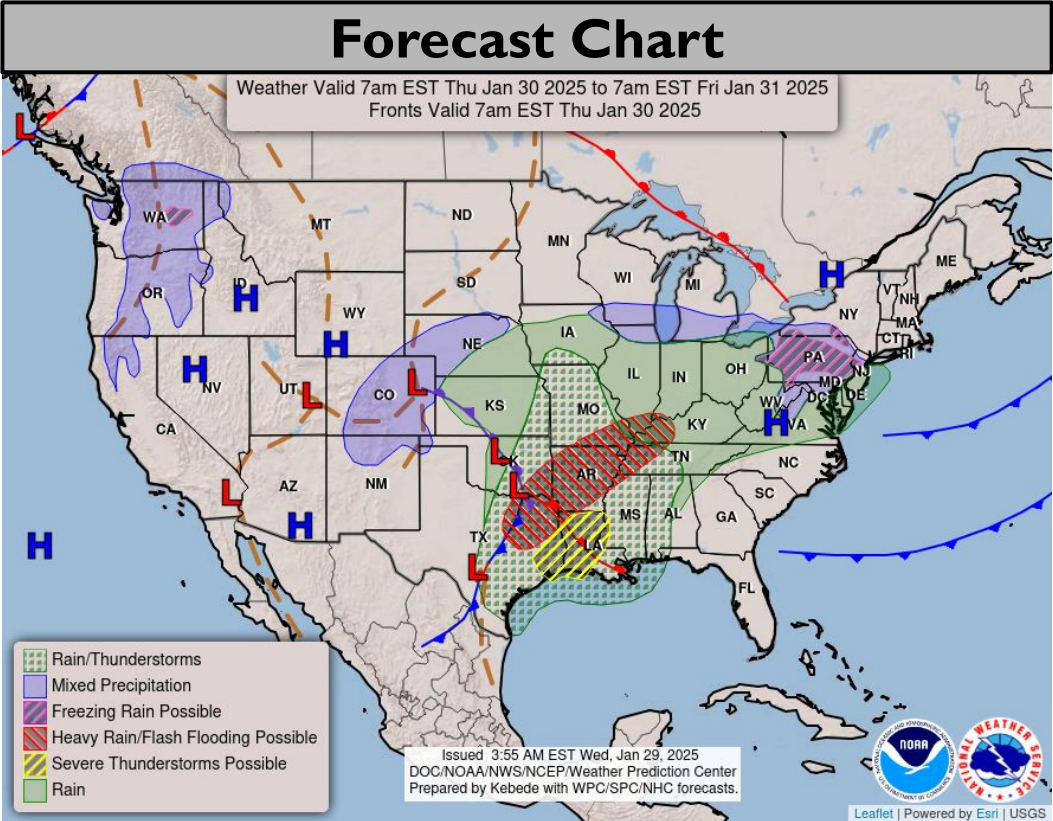 Forecast Chart
Weather Valid 7am EST Thu Jan 30 2025 to 7am EST Fri Jan 31 2025
Fronts Valid 7am EST Thu Jan 30 2025
L
WA
MT
ND
MN
ME
SD
WI
MI
VT
NH
OR
ID
H
H
WY
NY
MA
CT
RI
H
H
NE
IA
PA
NJ
NV
UT
L
CO
L
IL
IN
OH
MD
DE
WV
DC
H
VA
CA
KS
MO
KY
L
AZ
NM
AR
TN
NC
L
L
SC
H
TX
MS
AL
GA
H
LA
L
FL
Rain/Thunderstorms
Mixed Precipitation
Freezing Rain Possible
Heavy Rain/Flash Flooding Possible
Severe Thunderstorms Possible
Rain
Issued 3:55 AM EST Wed, Jan 29, 2025
DOC/NOAA/NWS/NCEP/Weather Prediction Center
Prepared by Kebede with WPC/SPC/NHC forecasts.
NOAA
NATIONAL WEATHER SERVICE
Leaflet | Powered by Esri | USGS